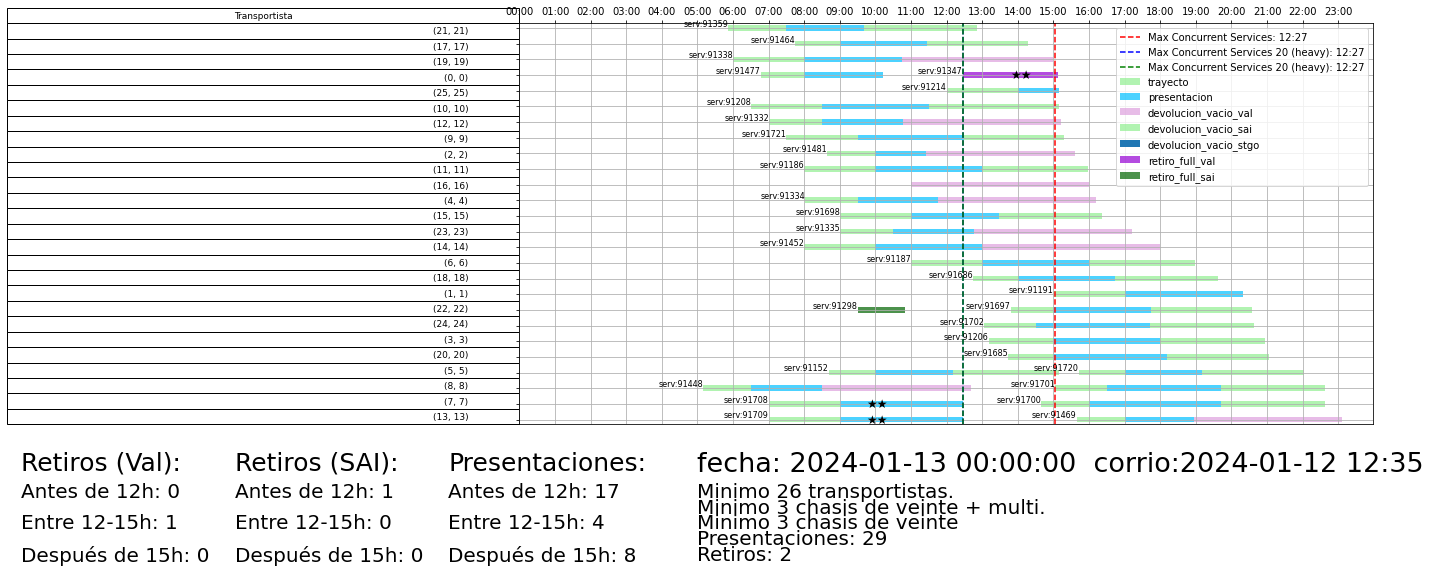 Transportista
00:00 01:00 02:00 03:00 04:00 05:00 06:00 07:00 08:00 09:00 10:00 11:00 12:00 13:00 14:00 15:00 16:00 17:00 18:00 19:00 20:00 21:00 22:00 23:00
(21, 21) serv:91359
(17, 17) serv:91464
(19, 19) serv:91338
(0, 0) serv:91477 serv:91347
(25, 25) serv:91214
(10, 10) serv:91208
(12, 12) serv:91332
(9, 9) serv:91721
(2, 2) serv:91481
(11, 11) serv:91186
(16, 16)
(4, 4) serv:91334
(15, 15) serv:91698
(23, 23) serv:91335
(14, 14) serv:91452
(6, 6) serv:91187
(18, 18) serv:91686
(1, 1) serv:91191
(22, 22) serv:91298 serv:91697
(24, 24) serv:91702
(3, 3) serv:91206
(20, 20) serv:91685
(5, 5) serv:91152 serv:91720
(8, 8) serv:91448 serv:91701
(7, 7) serv:91708 serv:91700
(13, 13) serv:91709 serv:91469
Max Concurrent Services: 12:27
Max Concurrent Services 20 (heavy): 12:27
Max Concurrent Services 20 (heavy): 12:27
trayecto
presentacion
devolucion_vacio_val
devolucion_vacio_sai
devolucion_vacio_stgo
retiro_full_val
retiro_full_sai
Retiros (Val):
Antes de 12h: 0
Entre 12-15h: 1
Después de 15h: 0
Retiros (SAI):
Antes de 12h: 1
Entre 12-15h: 0
Después de 15h: 0
Presentaciones:
Antes de 12h: 17
Entre 12-15h: 4
Después de 15h: 8
fecha: 2024-01-13 00:00:00 corrio:2024-01-12 12:35
Minimo 26 transportistas.
Minimo 3 chasis de veinte + multi.
Minimo 3 chasis de veinte
Presentaciones: 29
Retiros: 2